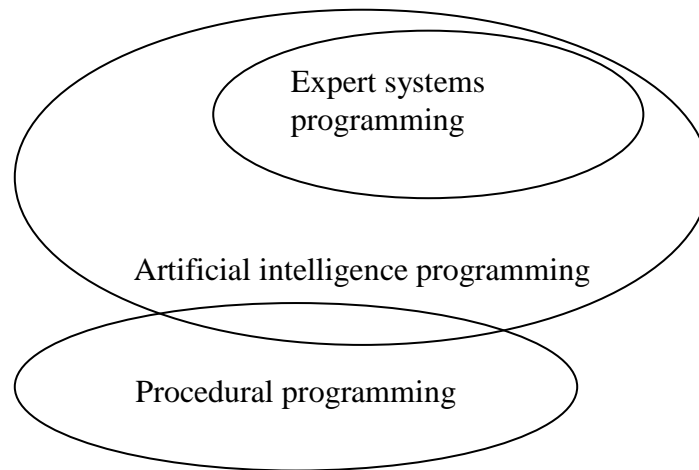 Expert systems
programming
Artificial intelligence programming
Procedural programming